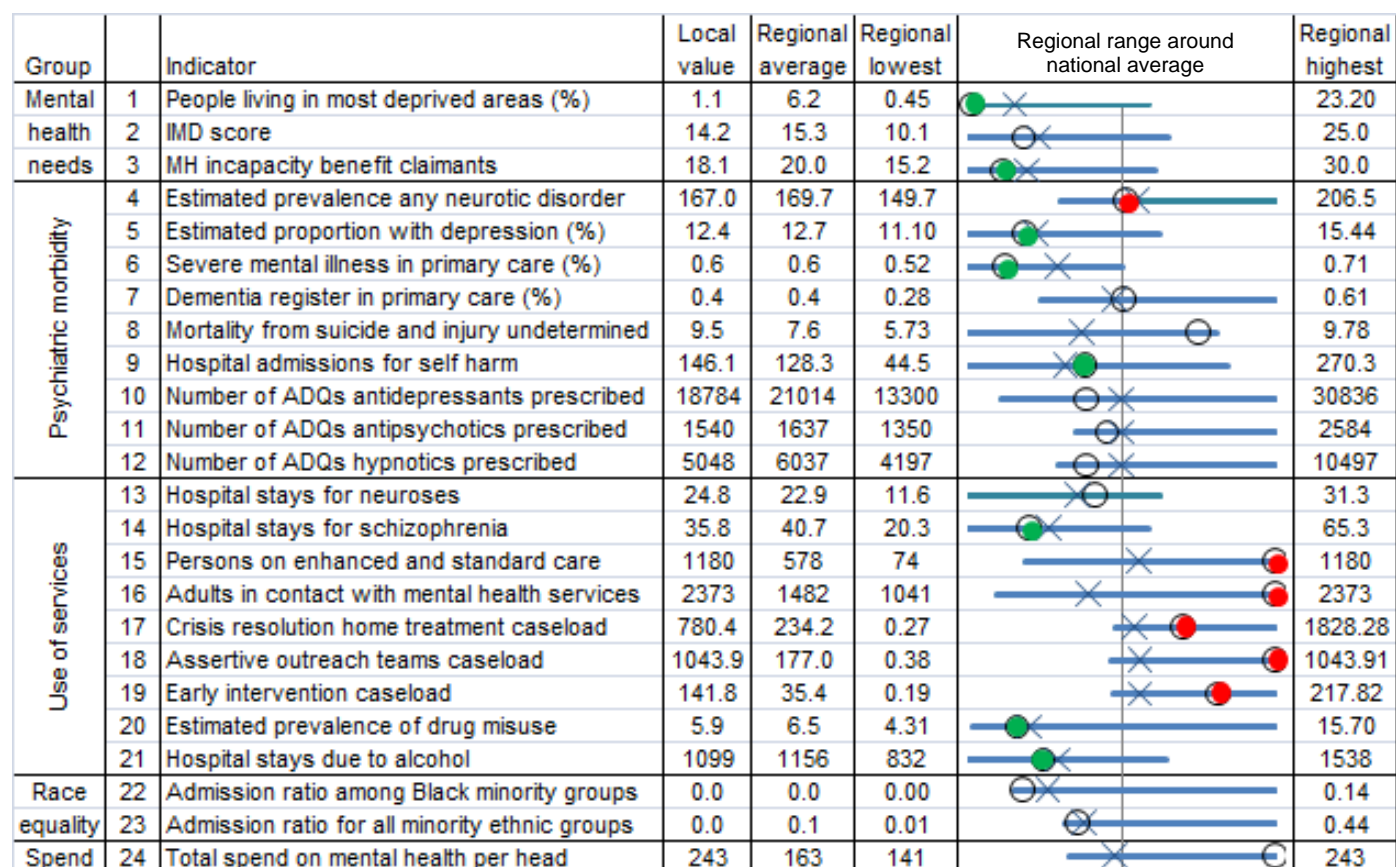 Group Indicator Local value Regional average Regional lowest Regional range around national average Regional highest
Mental 1 People living in most deprived areas (%) 1.1 6.2 0.45 23.20
health 2 IMD score 14.2 15.3 10.1 25.0
needs 3 MH incapacity benefit claimants 18.1 20.0 15.2 30.0
Psychiatric morbidity
4 Estimated prevalence any neurotic disorder 167.0 169.7 149.7 206.5
5 Estimated proportion with depression (%) 12.4 12.7 11.10 15.44
6 Severe mental illness in primary care (%) 0.6 0.6 0.52 0.71
7 Dementia register in primary care (%) 0.4 0.4 0.28 0.61
8 Mortality from suicide and injury undetermined 9.5 7.6 5.73 9.78
9 Hospital admissions for self harm 146.1 128.3 44.5 270.3
10 Number of ADQs antidepressants prescribed 18784 21014 13300 30836
11 Number of ADQs antipsychotics prescribed 1540 1637 1350 2584
12 Number of ADQs hypnotics prescribed 5048 6037 4197 10497
Use of services
13 Hospital stays for neuroses 24.8 22.9 11.6 31.3
14 Hospital stays for schizophrenia 35.8 40.7 20.3 65.3
15 Persons on enhanced and standard care 1180 578 74 1180
16 Adults in contact with mental health services 2373 1482 1041 2373
17 Crisis resolution home treatment caseload 780.4 234.2 0.27 1828.28
18 Assertive outreach teams caseload 1043.9 177.0 0.38 1043.91
19 Early intervention caseload 141.8 35.4 0.19 217.82
20 Estimated prevalence of drug misuse 5.9 6.5 4.31 15.70
21 Hospital stays due to alcohol 1099 1156 832 1538
Race 22 Admission ratio among Black minority groups 0.0 0.0 0.00 0.14
equality 23 Admission ratio for all minority ethnic groups 0.0 0.1 0.01 0.44
Spend 24 Total spend on mental health per head 243 163 141 243